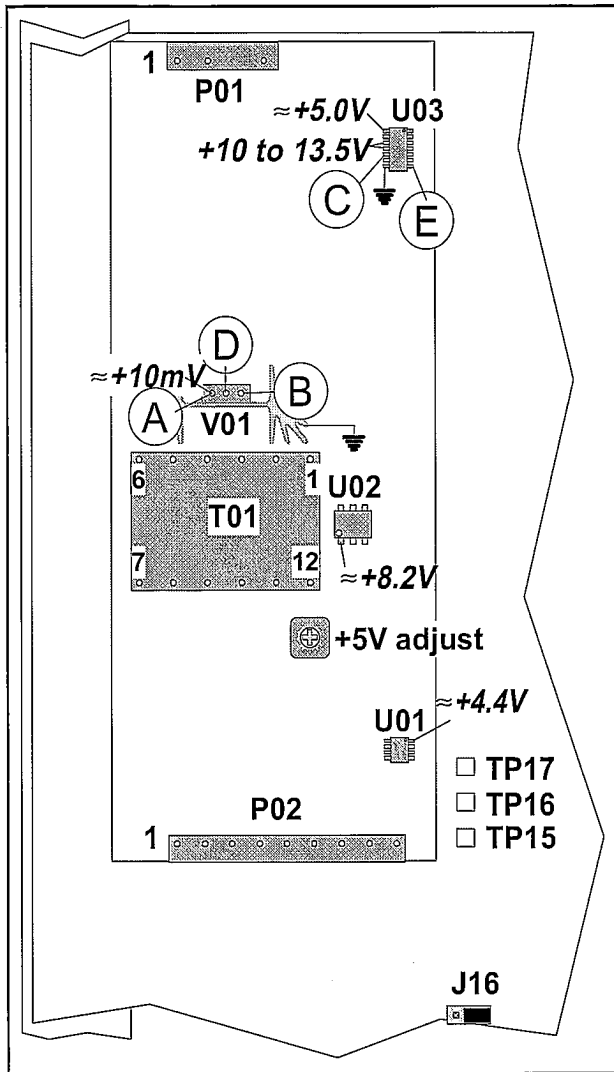 1
P01
≈+5.0V U03
+10 to 13.5V
C
E
D
≈+10mV
A
B
V01
6
1
U02
T01
7
12
≈+8.2V
+5V adjust
≈+4.4V
U01
TP17
TP16
TP15
P02
1
J16